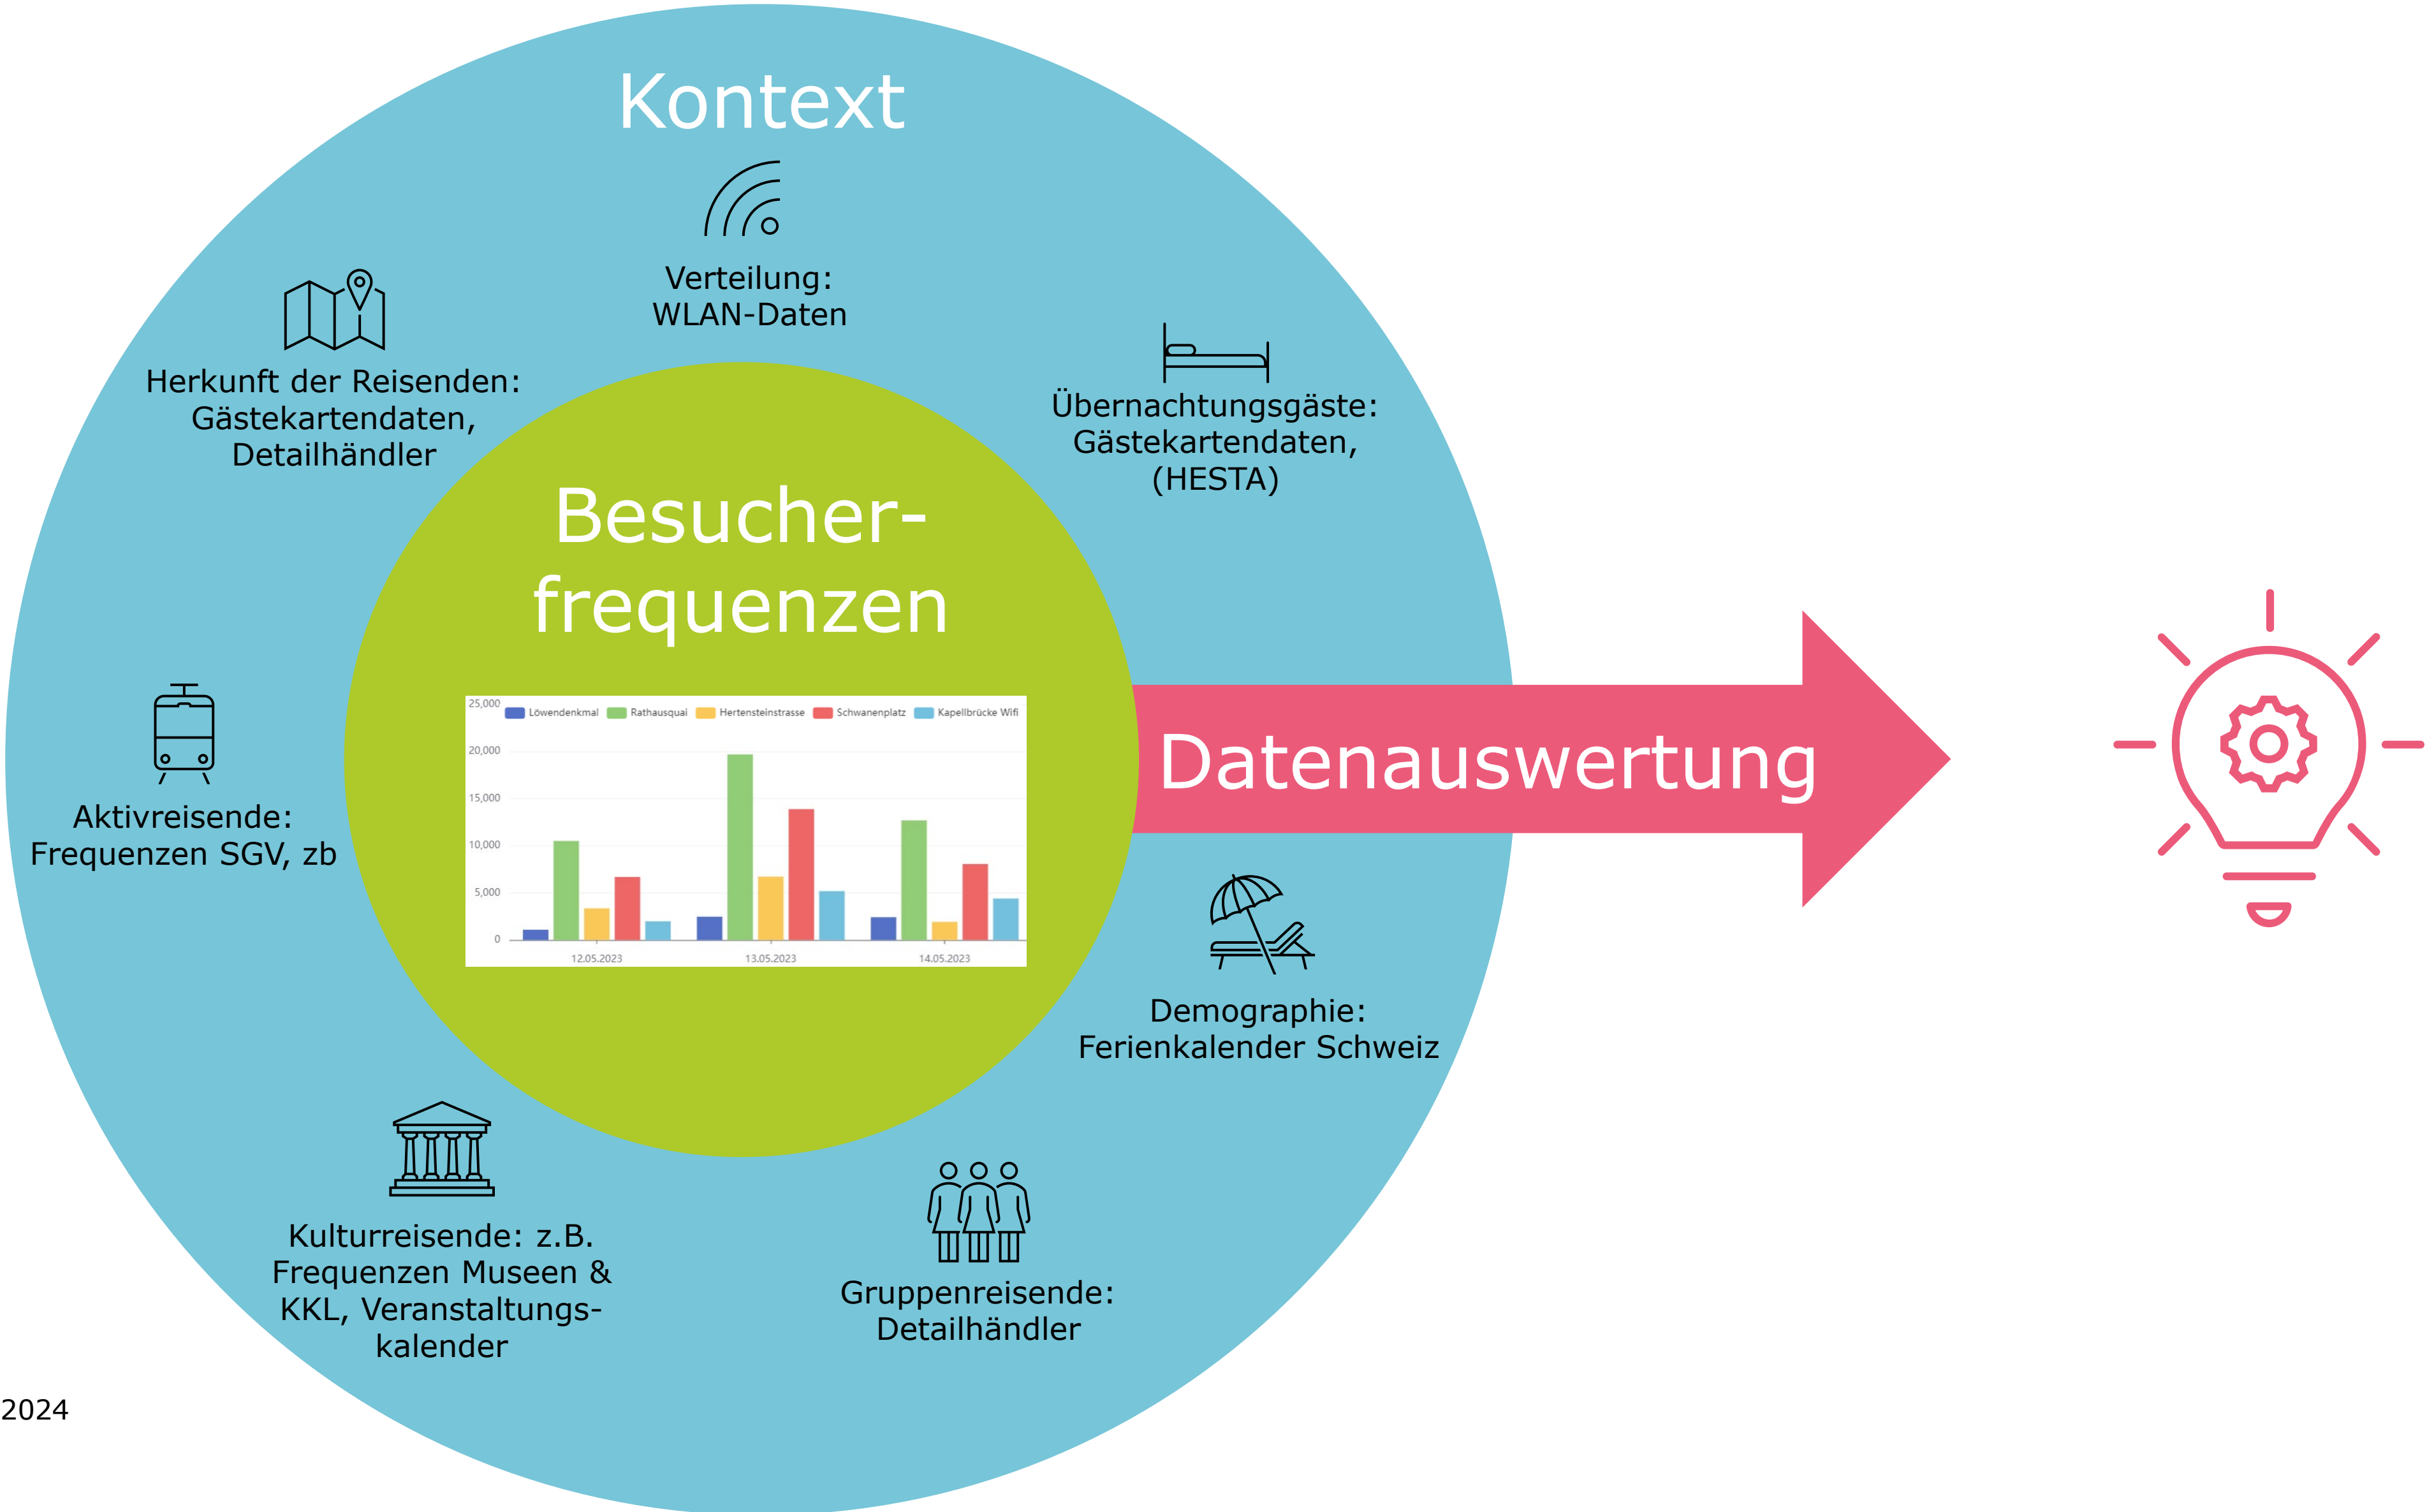 Kontext
Verteilung:
WLAN-Daten
Herkunft der Reisenden:
Gästekartendaten,
Detailhändler
Übernachtungsgäste:
Gästekartendaten,
(HESTA)
Besucher-
frequenzen
25,000
Löwendenkmal Rathausquai Hertensteinstrasse Schwanenplatz Kapellbrücke Wifi
20,000
15,000
10,000
5,000
0
12.05.2023 13.05.2023 14.05.2023
Datenauswertung
Aktivreisende:
Frequenzen SGV, zb
Demographie:
Ferienkalender Schweiz
Kulturreisende: z.B.
Frequenzen Museen &
KKL, Veranstaltungs-
kalender
Gruppenreisende:
Detailhändler
2024